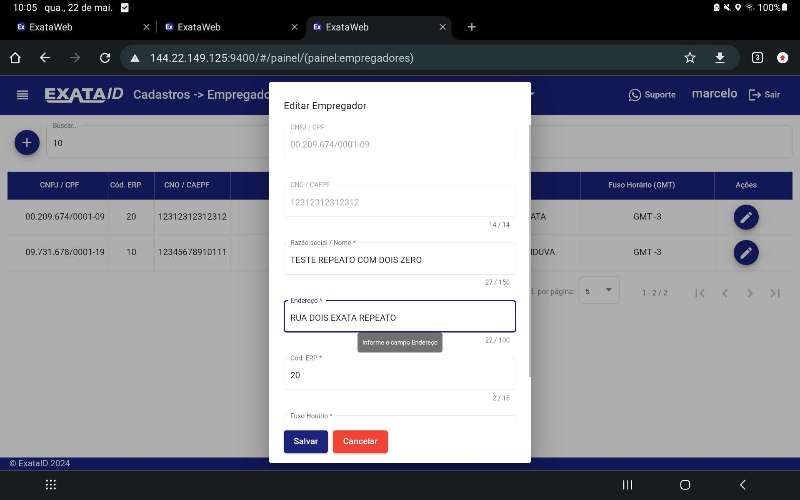 10:05 qua., 22 de mai. 100%
ExataWeb
ExataWeb
ExataWeb
144.22.149.125:9400/#/painel/(painel:empregadores)
3
EXATA ID
Cadastros -> Empregado
Suporte
marcelo
Sair
Editar Empregador
Buscar...
10
CNPJ / CPF
00.209.674/0001-09
CNPJ / CPF Cód. ERP CNO / CAEPF Fuso Horário (GMT) Ações
CNO / CAEPF
12312312312312
14 / 14
00.209.674/0001-09 20 12312312312312 ATA GMT -3
Razão social / Nome *
TESTE REPEATO COM DOIS ZERO
27 / 150
09.731.678/0001-19 10 12345678910111 DUVA GMT -3
Endereço *
RUA DOIS EXATA REPEATO
22 / 100
Informe o campo Endereço
por página: 5 1 - 2 / 2
Cód. ERP *
20
2 / 18
Fuso Horário *
Salvar Cancelar
© ExataID 2024